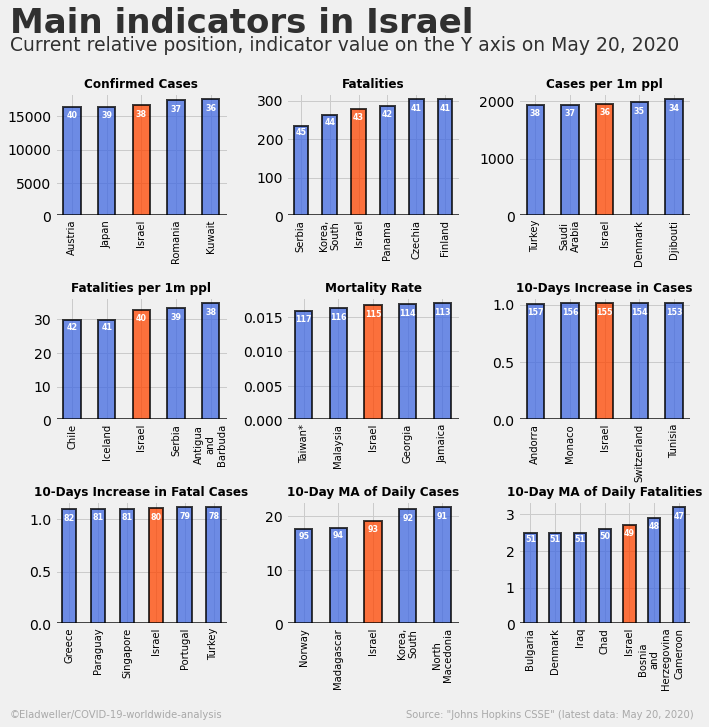 Main indicators in Israel
Current relative position, indicator value on the Y axis on May 20, 2020
Confirmed Cases
15000
10000
5000
0
40
39
38
37
36
Austria
Japan
Israel
Romania
Kuwait
Fatalities
300
200
100
0
45
44
43
42
41
41
Serbia
Korea,
South
Israel
Panama
Czechia
Finland
Cases per 1m ppl
2000
1000
0
38
37
36
35
34
Turkey
Saudi
Arabia
Israel
Denmark
Djibouti
Fatalities per 1m ppl
30
20
10
0
42
41
40
39
38
Chile
Iceland
Israel
Serbia
Antigua
and
Barbuda
Mortality Rate
0.015
0.010
0.005
0.000
117
116
115
114
113
Taiwan*
Malaysia
Israel
Georgia
Jamaica
10-Days Increase in Cases
1.0
0.5
0.0
157
156
155
154
153
Andorra
Monaco
Israel
Switzerland
Tunisia
10-Days Increase in Fatal Cases
1.0
0.5
0.0
82
81
81
80
79
78
Greece
Paraguay
Singapore
Israel
Portugal
Turkey
10-Day MA of Daily Cases
20
10
0
95
94
93
92
91
Norway
Madagascar
Israel
Korea,
South
North
Macedonia
10-Day MA of Daily Fatalities
3
2
1
0
51
51
51
50
49
48
47
Bulgaria
Denmark
Iraq
Chad
Israel
Bosnia
and
Herzegovina
Cameroon
©Eladweller/COVID-19-worldwide-analysis
Source: "Johns Hopkins CSSE" (latest data: May 20, 2020)